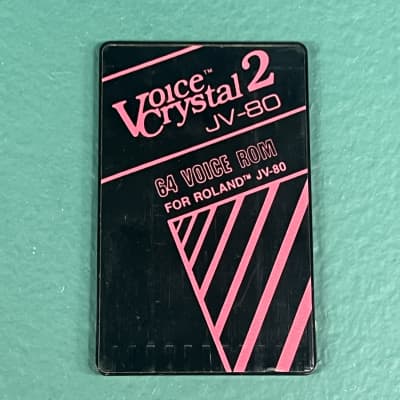 Voice™ 2
Crystal
JV-80
64 VOICE ROM
FOR ROLAND™ JV-80